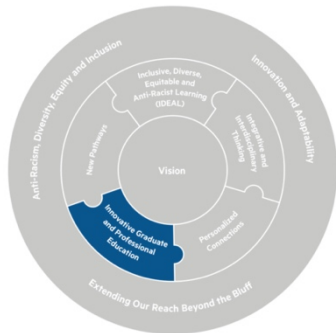 Anti-Racism, Diversity, Equity and Inclusion
Innovation and Adaptability
Extending Our Reach Beyond the Bluff
Inclusive, Diverse,
Equitable and
Anti-Racist Learning
(IDEAL)
Integrative and
Interdisciplinary
Thinking
Personalized
Connections
Innovative Graduate
and Professional
Education
New Pathways
Vision